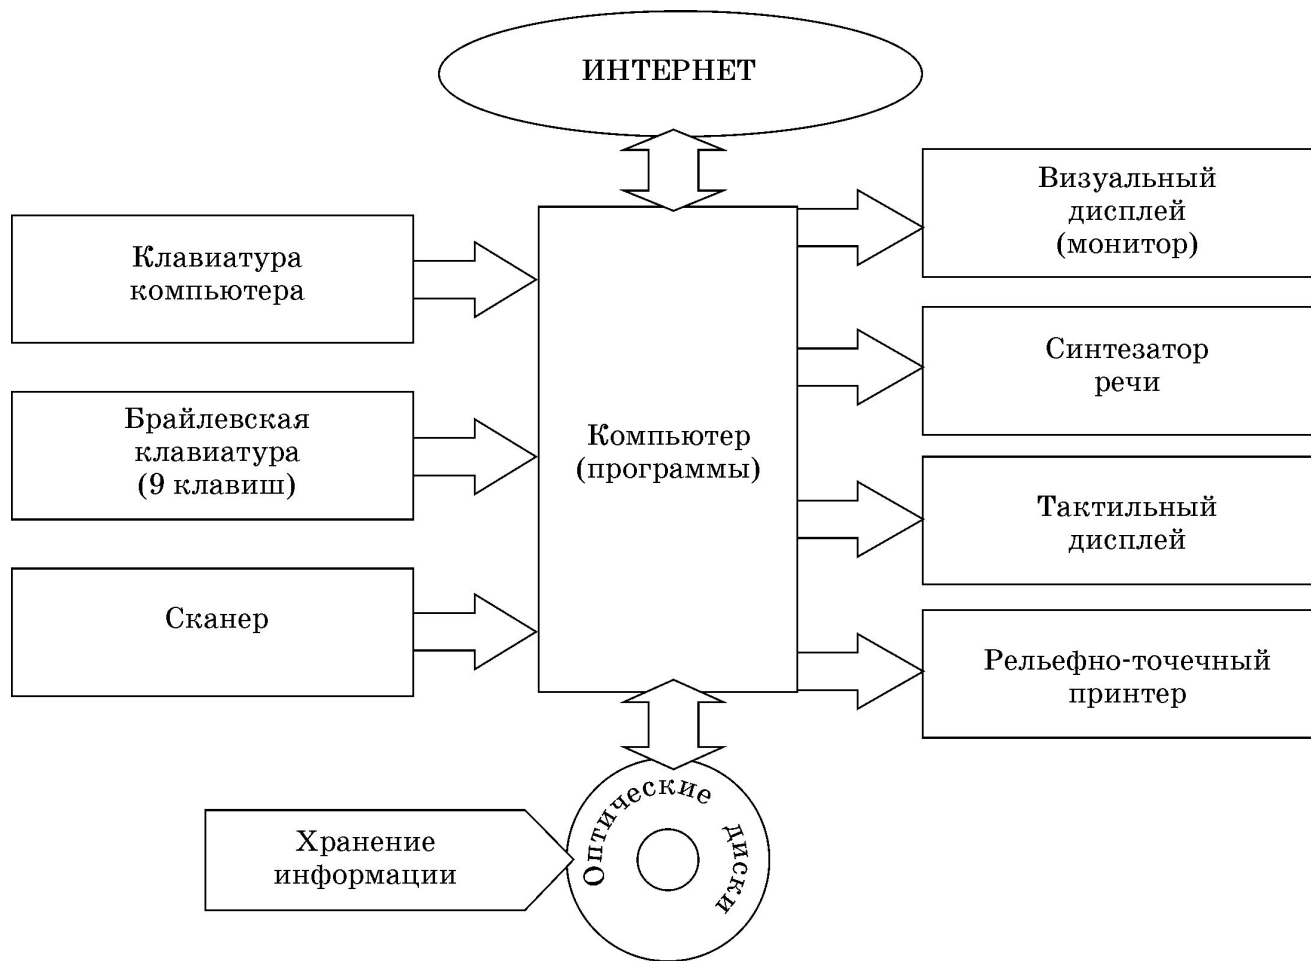 ИНТЕРНЕТ
Клавиатура
компьютера
Брайлевская
клавиатура
(9 клавиш)
Сканер
Компьютер
(программы)
Визуальный
дисплей
(монитор)
Синтезатор
речи
Тактильный
дисплей
Рельефно-точечный
принтер
Хранение
информации
Оптические диски